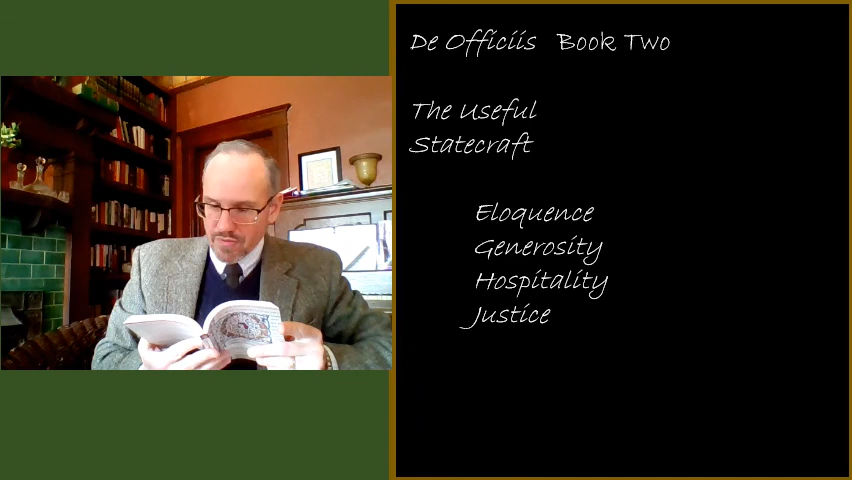 De Officiis Book Two
The Useful
Statecraft
Eloquence
Generosity
Hospitality
Justice